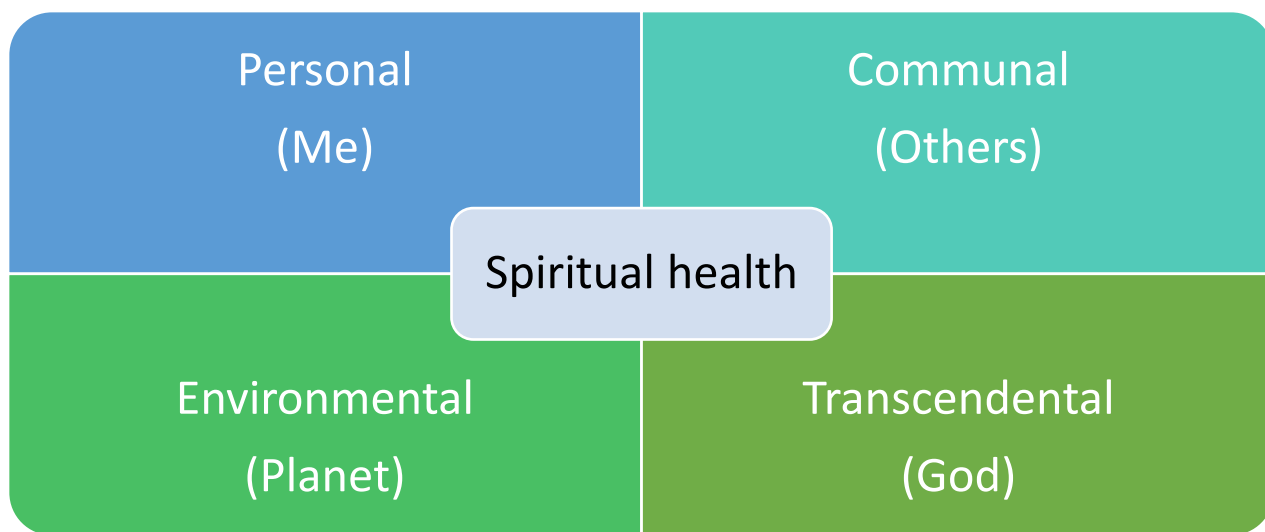 Personal
(Me)
Communal
(Others)
Spiritual health
Environmental
(Planet)
Transcendental
(God)